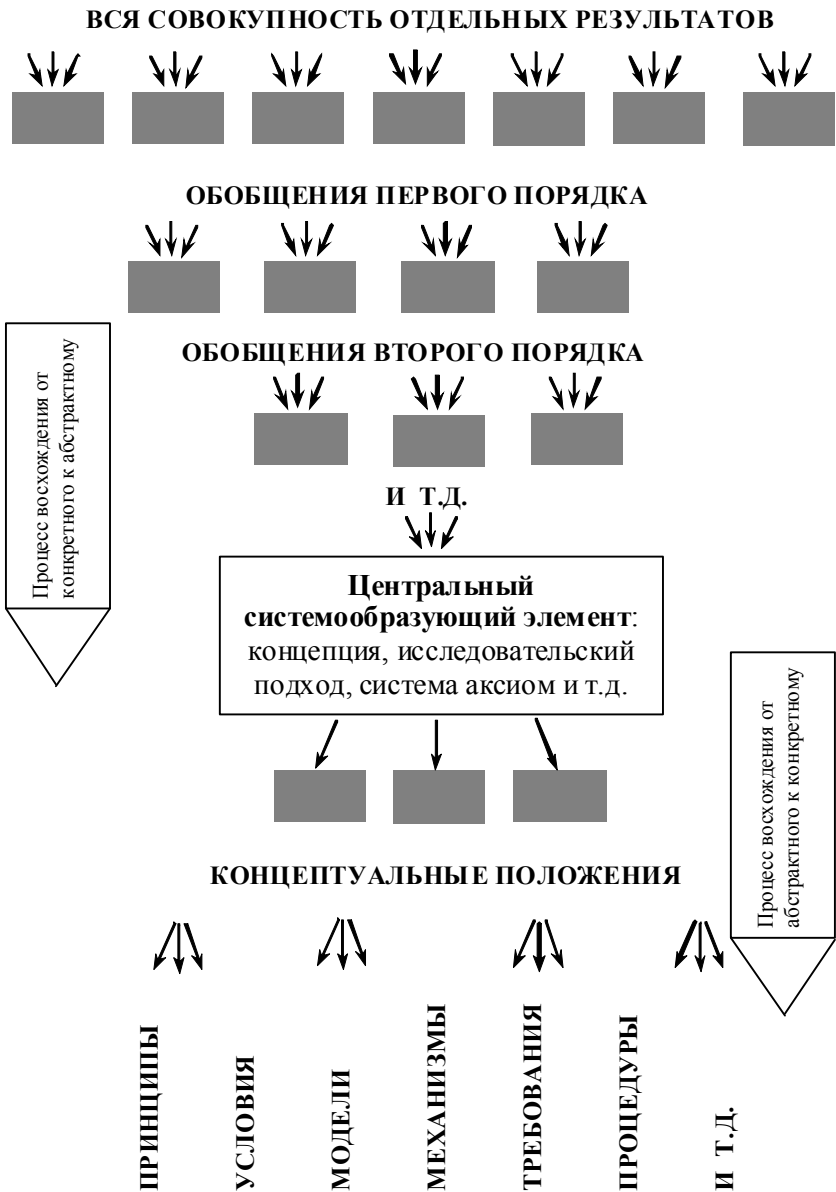 ВСЯ СОВОКУПНОСТЬ ОТДЕЛЬНЫХ РЕЗУЛЬТАТОВ
ОБОБЩЕНИЯ ПЕРВОГО ПОРЯДКА
Процесс восхождения от
конкретного к абстрактному
ОБОБЩЕНИЯ ВТОРОГО ПОРЯДКА
И Т.Д.
Центральный
системообразующий элемент:
концепция, исследовательский
подход, система аксиом и т.д.
Процесс восхождения от
абстрактного к конкретному
КОНЦЕПТУАЛЬНЫЕ ПОЛОЖЕНИЯ
ПРИНЦИПЫ
УСЛОВИЯ
МОДЕЛИ
МЕХАНИЗМЫ
ТРЕБОВАНИЯ
ПРОЦЕДУРЫ
И Т.Д.